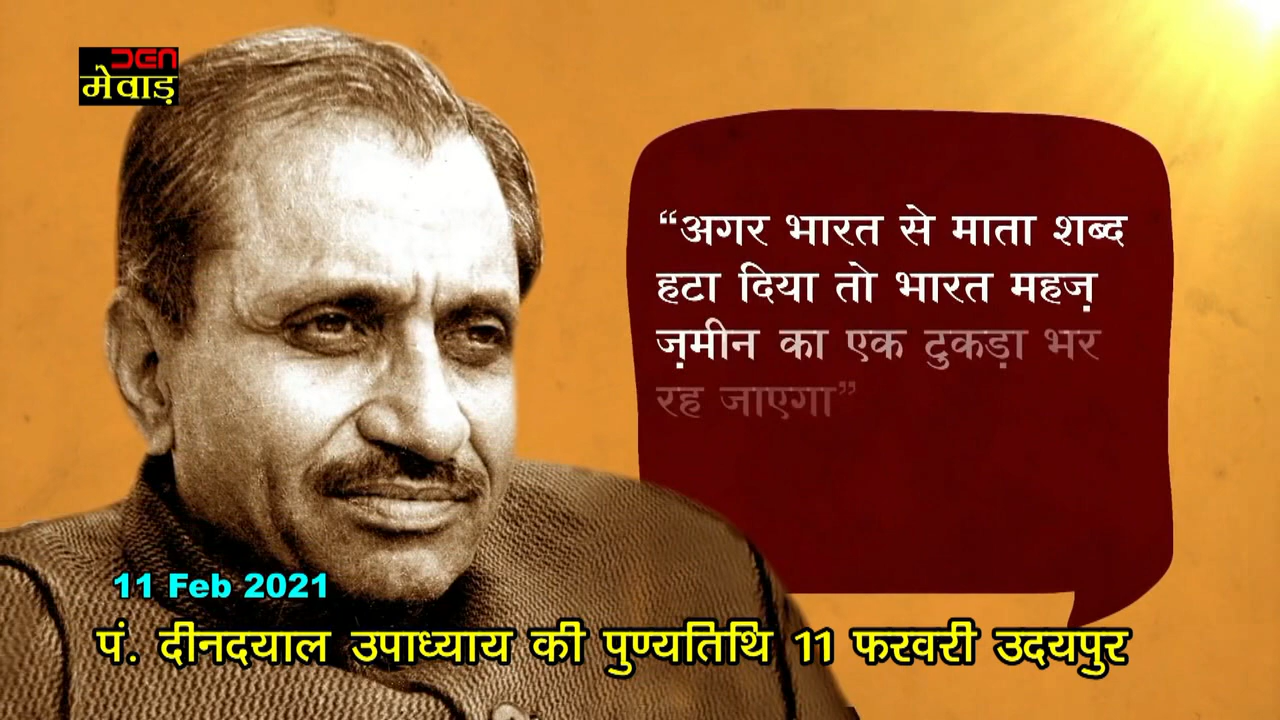 DEN
मेवाड़
“अगर भारत से माता शब्द
हटा दिया तो भारत महज़
ज़मीन का एक टुकड़ा भर
रह जाएगा”
11 Feb 2021
पं. दीनदयाल उपाध्याय की पुण्यतिथि 11 फरवरी उदयपुर